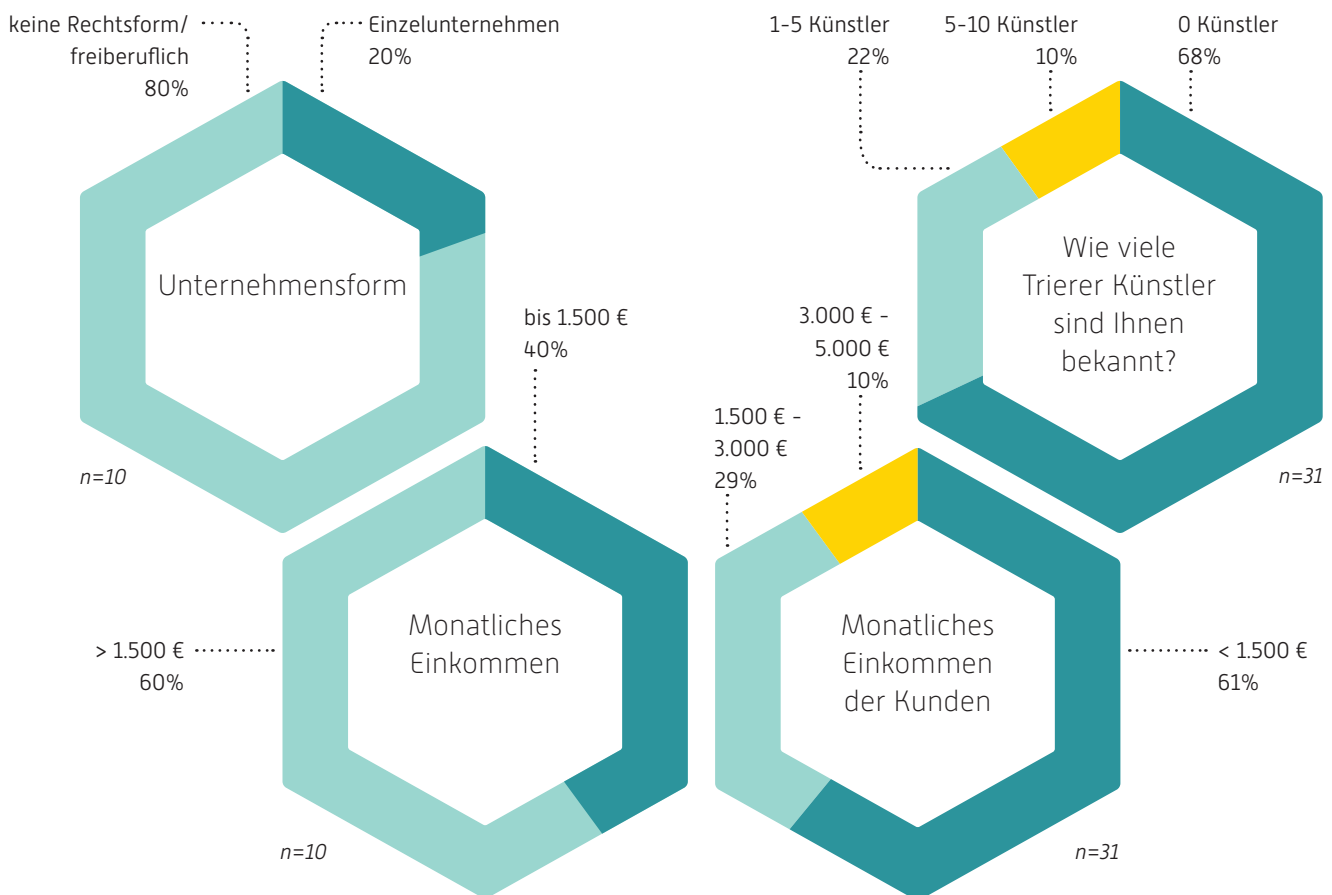 keine Rechtsform/
freiberuflich
80%
Einzelunternehmen
20%
Unternehmensform
n=10
1-5 Künstler
22%
5-10 Künstler
10%
0 Künstler
68%
Wie viele
Trierer Künstler
sind Ihnen
bekannt?
n=31
bis 1.500 €
40%
> 1.500 €
60%
Monatliches
Einkommen
n=10
3.000 € -
5.000 €
10%
1.500 € -
3.000 €
29%
Monatliches
Einkommen
der Kunden
< 1.500 €
61%
n=31